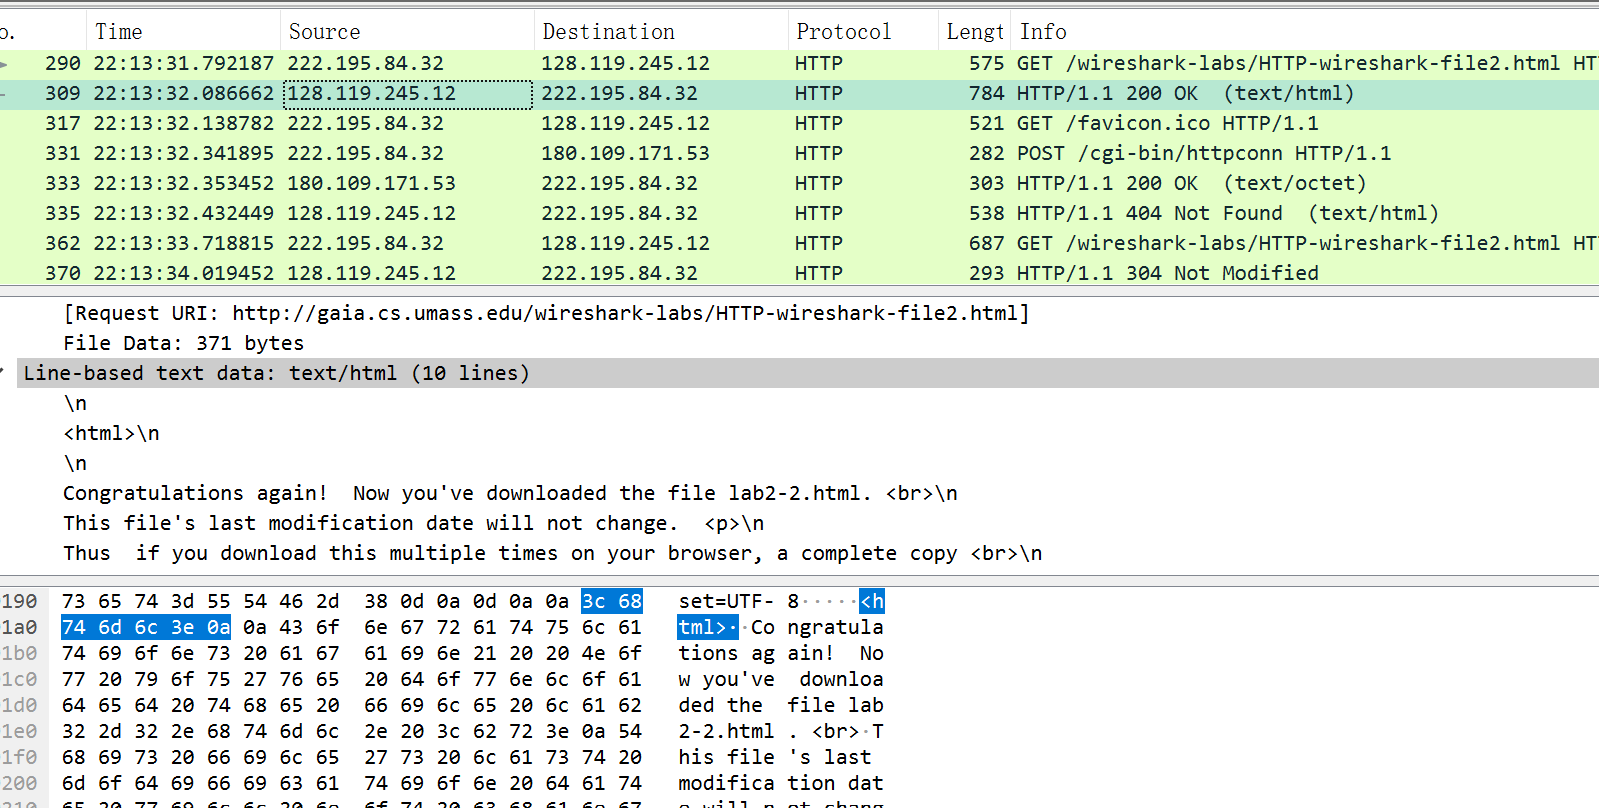 o. Time Source Destination Protocol Lengt Info
290 22:13:31.792187 222.195.84.32 128.119.245.12 HTTP 575 GET /wireshark-labs/HTTP-wireshark-file2.html HT
309 22:13:32.086662 128.119.245.12 222.195.84.32 HTTP 784 HTTP/1.1 200 OK  (text/html)
317 22:13:32.138782 222.195.84.32 128.119.245.12 HTTP 521 GET /favicon.ico HTTP/1.1
331 22:13:32.341895 222.195.84.32 180.109.171.53 HTTP 282 POST /cgi-bin/httpconn HTTP/1.1
333 22:13:32.353452 180.109.171.53 222.195.84.32 HTTP 303 HTTP/1.1 200 OK  (text/octet)
335 22:13:32.432449 128.119.245.12 222.195.84.32 HTTP 538 HTTP/1.1 404 Not Found  (text/html)
362 22:13:33.718815 222.195.84.32 128.119.245.12 HTTP 687 GET /wireshark-labs/HTTP-wireshark-file2.html HT
370 22:13:34.019452 128.119.245.12 222.195.84.32 HTTP 293 HTTP/1.1 304 Not Modified
[Request URI: http://gaia.cs.umass.edu/wireshark-labs/HTTP-wireshark-file2.html]
File Data: 371 bytes
Line-based text data: text/html (10 lines)
\n
<html>\n
\n
Congratulations again!  Now you've downloaded the file lab2-2.html. <br>\n
This file's last modification date will not change.  <p>\n
Thus  if you download this multiple times on your browser, a complete copy <br>\n
190 73 65 74 3d 55 54 46 2d 38 0d 0a 0d 0a 0a 3c 68 set=UTF- 8·····<h
1a0 74 6d 6c 3e 0a 0a 43 6f 6e 67 72 61 74 75 6c 61 tml>··Co ngratula
1b0 74 69 6f 6e 73 20 61 67 61 69 6e 21 20 20 4e 6f tions ag ain!  No
1c0 77 20 79 6f 75 27 76 65 20 64 6f 77 6e 6c 6f 61 w you've  downloa
1d0 64 65 64 20 74 68 65 20 66 69 6c 65 20 6c 61 62 ded the  file lab
1e0 32 2d 32 2e 68 74 6d 6c 2e 20 3c 62 72 3e 0a 54 2-2.html . <br>·T
1f0 68 69 73 20 66 69 6c 65 27 73 20 6c 61 73 74 20 his file 's last
200 6d 6f 64 69 66 69 63 61 74 69 6f 6e 20 64 61 74 modifica tion dat